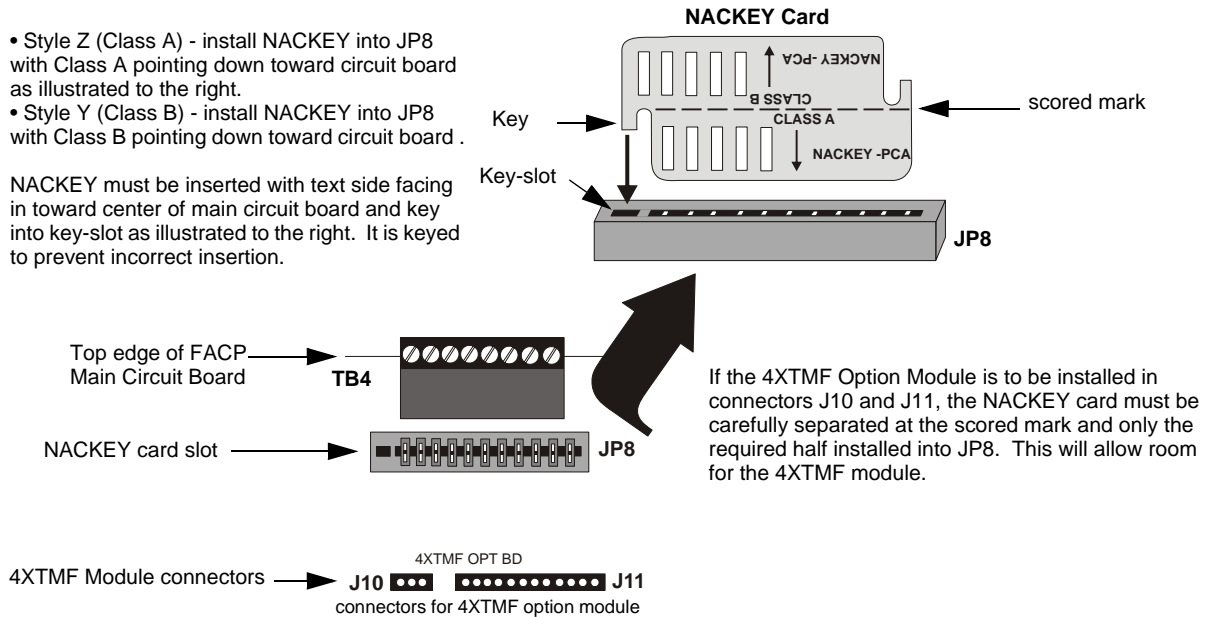 NACKEY Card
• Style Z (Class A) - install NACKEY into JP8
with Class A pointing down toward circuit board
as illustrated to the right.
• Style Y (Class B) - install NACKEY into JP8
with Class B pointing down toward circuit board .
NACKEY must be inserted with text side facing
in toward center of main circuit board and key
into key-slot as illustrated to the right. It is keyed
to prevent incorrect insertion.
NACKEY-PCA
CLASS B
CLASS A
NACKEY -PCA
scored mark
Key
Key-slot
JP8
Top edge of FACP
Main Circuit Board
TB4
NACKEY card slot
JP8
If the 4XTMF Option Module is to be installed in
connectors J10 and J11, the NACKEY card must be
carefully separated at the scored mark and only the
required half installed into JP8. This will allow room
for the 4XTMF module.
4XTMF OPT BD
4XTMF Module connectors
J10
J11
connectors for 4XTMF option module